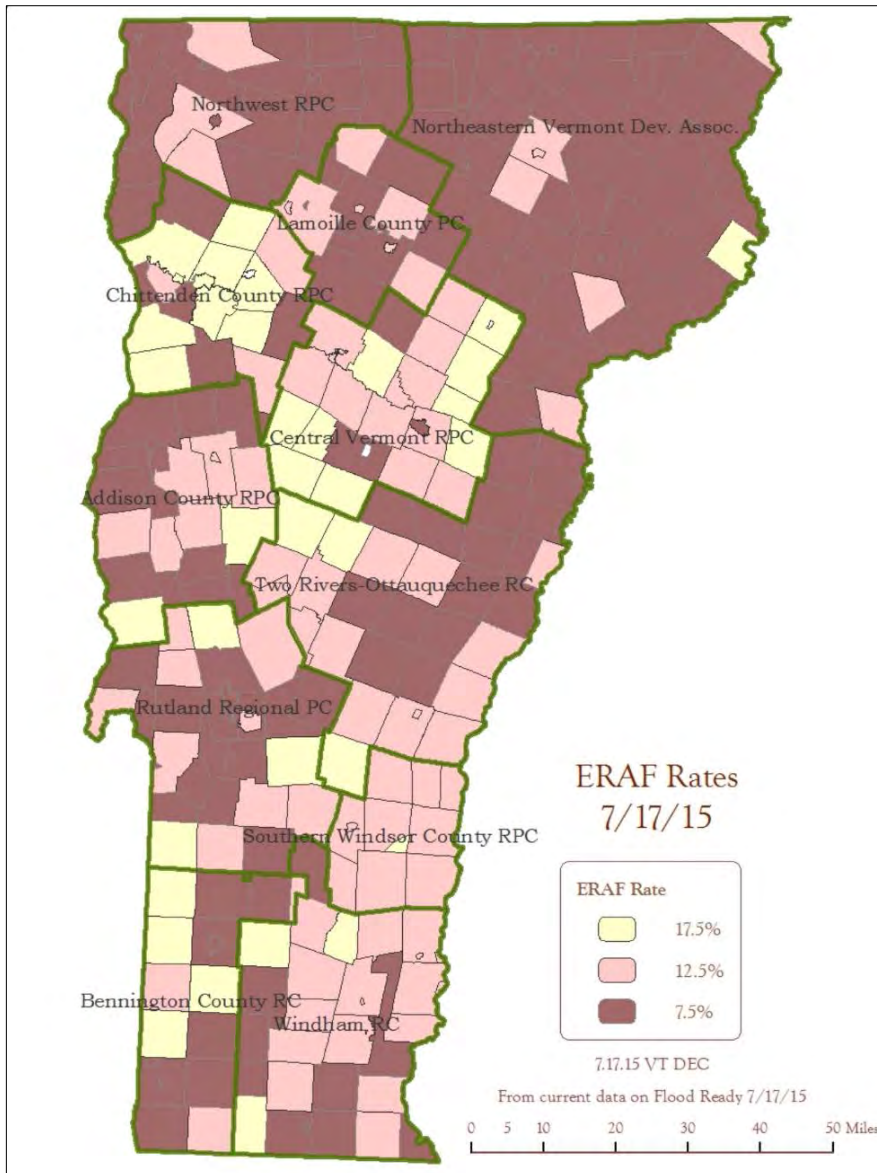 Northwest RPC
Northeastern Vermont Dev. Assoc.
Lamoille County PC
Chittenden County RPC
Central Vermont RPC
Addison County RPC
Two Rivers-Ottauquechee RC
Rutland Regional PC
Southern Windsor County RPC
Bennington County RC
Windham RC
ERAF Rates
7/17/15
ERAF Rate
17.5%
12.5%
7.5%
7.17.15 VT DEC
From current data on Flood Ready 7/17/15
0 5 10 20 30 40 50 Miles